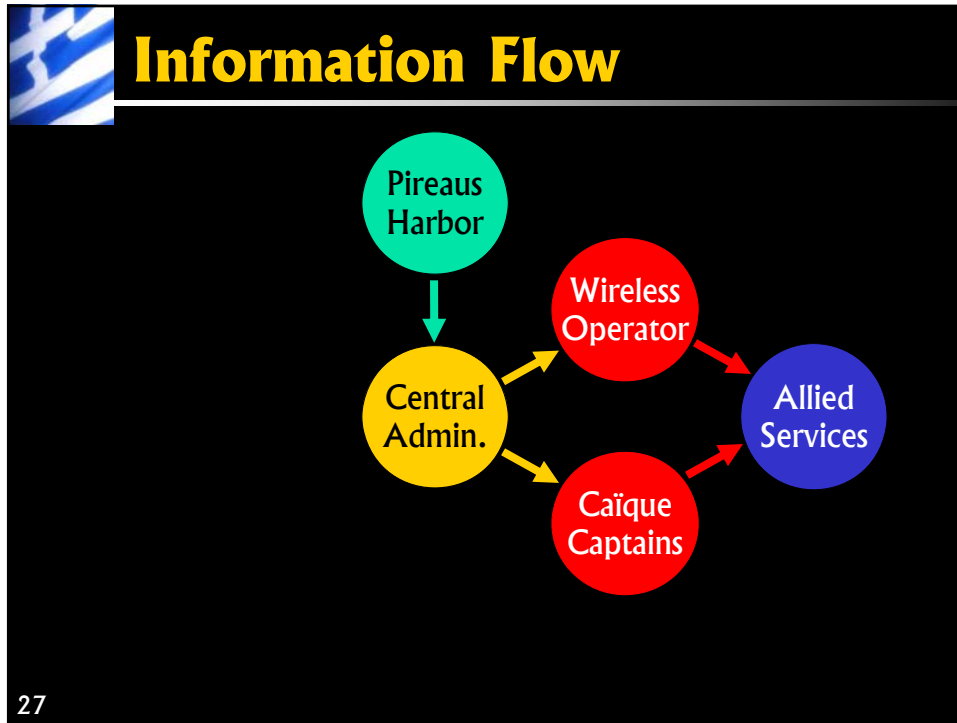 Information Flow
Pireaus
Harbor
Wireless
Operator
Central
Admin.
Allied
Services
Caïque
Captains
27